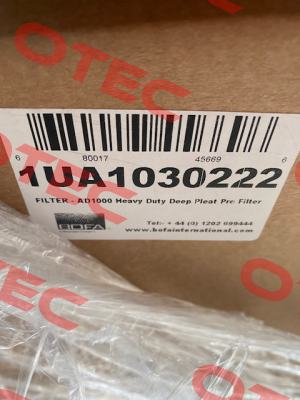 OTEC
6 80017 45669 6
1UA1030222
FILTER - AD1000 Heavy Duty Deep Pleat Pre Filter
BOFA
Tel:- + 44 (0) 1202 699444
www.bofainternational.com
OTEC
OTEC
OTEC